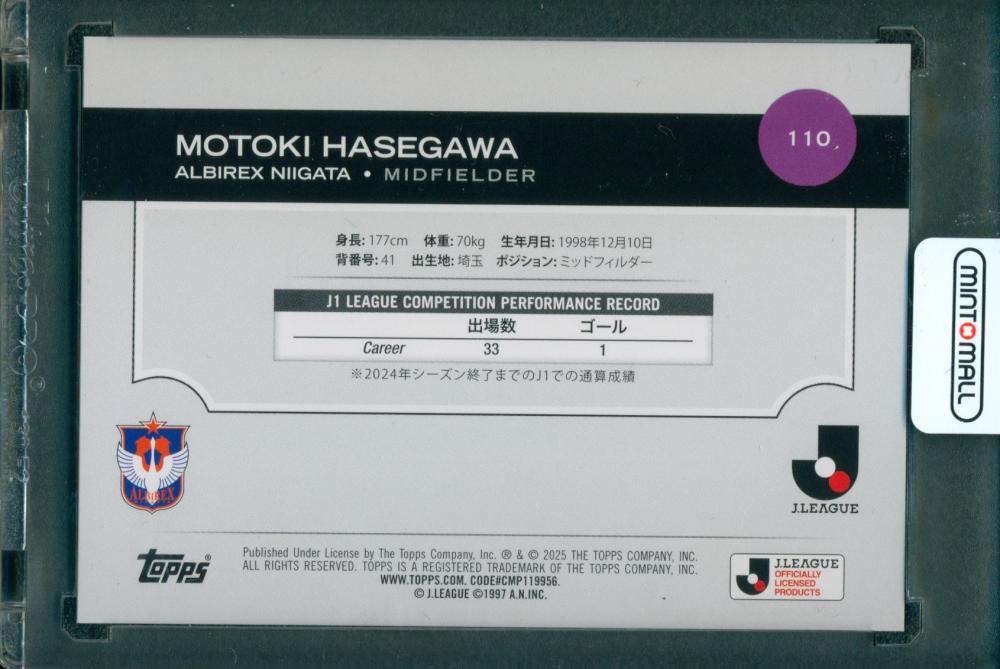 110
MOTOKI HASEGAWA
ALBIREX NIIGATA • MIDFIELDER
身長: 177cm 体重: 70kg 生年月日: 1998年12月10日
背番号: 41 出生地: 埼玉 ポジション: ミッドフィルダー
J1 LEAGUE COMPETITION PERFORMANCE RECORD
出場数 ゴール
Career 33 1
※2024年シーズン終了までのJ1での通算成績
ALBIREX
J.LEAGUE
Topps®
Published Under License by The Topps Company, Inc. ® & © 2025 THE TOPPS COMPANY, INC.
ALL RIGHTS RESERVED. TOPPS IS A REGISTERED TRADEMARK OF THE TOPPS COMPANY, INC.
WWW.TOPPS.COM. CODE#CMP119956.
© J.LEAGUE ©1997 A.N.INC.
J.LEAGUE
OFFICIALLY
LICENSED
PRODUCTS
MINTMALL